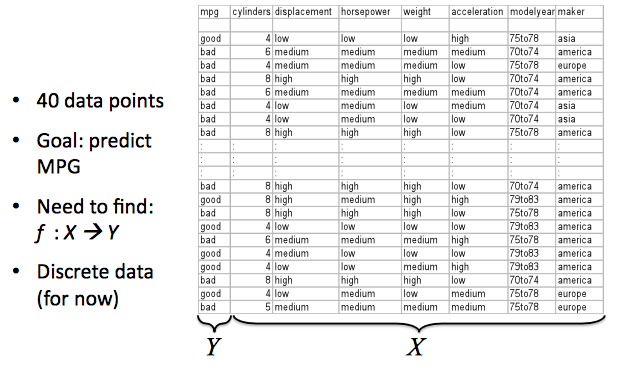 mpg cylinders displacement horsepower weight acceleration modelyear maker
good 4 low low low high 75to78 asia
bad 6 medium medium medium medium 70to74 america
bad 4 medium medium medium low 75to78 europe
bad 8 high high high low 70to74 america
bad 6 medium medium medium medium 70to74 america
bad 4 low medium low medium 70to74 asia
bad 4 low medium low low 70to74 asia
bad 8 high high high low 75to78 america
: : : : : : : :
: : : : : : : :
: : : : : : : :
bad 8 high high high low 70to74 america
good 8 high medium high high 79to83 america
bad 8 high high high low 75to78 america
good 4 low low low low 79to83 america
bad 6 medium medium medium high 75to78 america
good 4 medium low low low 79to83 america
good 4 low low medium high 79to83 america
bad 8 high high high low 70to74 america
good 4 low medium low medium 75to78 europe
bad 5 medium medium medium medium 75to78 europe
• 40 data points
• Goal: predict
MPG
• Need to find:
f : X → Y
• Discrete data
(for now)
Y X